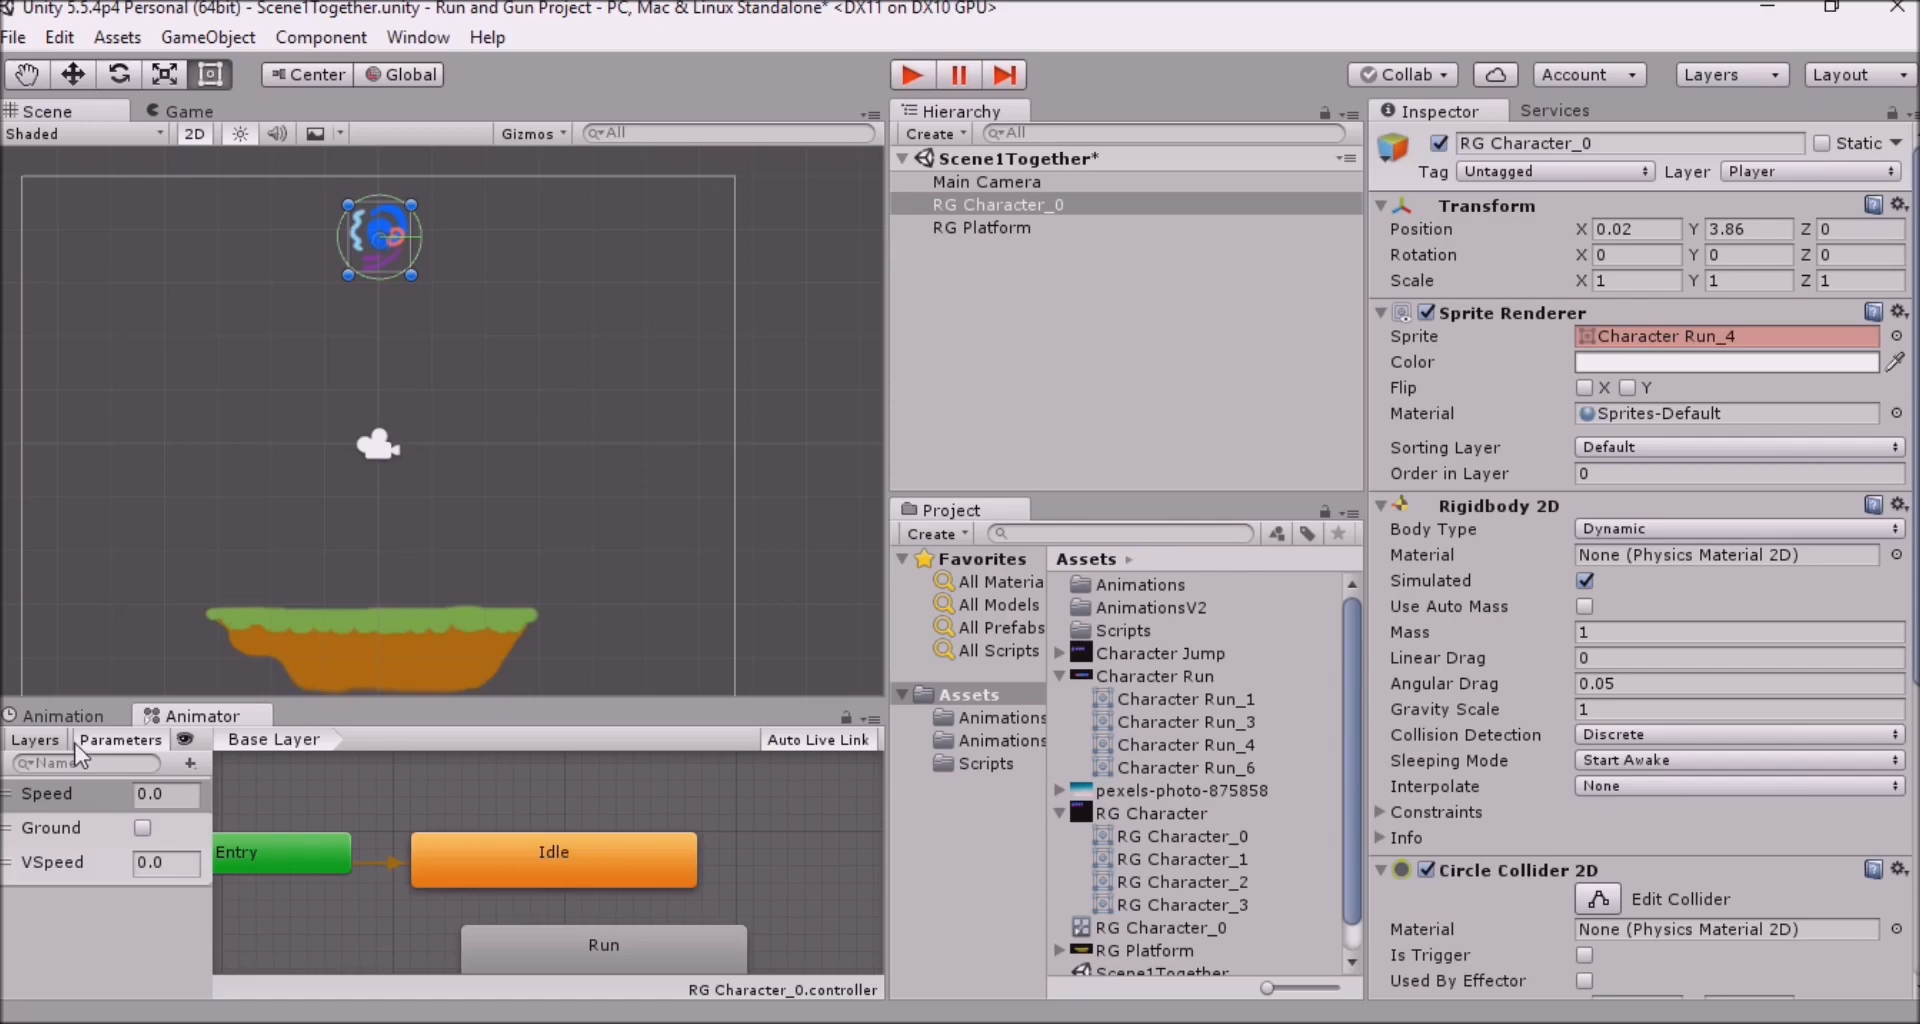 Unity 5.5.4p4 Personal (64bit) - Scene1Together.unity - Run and Gun Project - PC, Mac & Linux Standalone* <DX11 on DX10 GPU>
File Edit Assets GameObject Component Window Help
Center Global Collab Account Layers Layout
Scene Game
Shaded 2D Gizmos All
Hierarchy
Create All
Scene1Together*
Main Camera
RG Character_0
RG Platform
Animation Animator
Layers Parameters Base Layer Auto Live Link
Name
Speed 0.0
Ground
VSpeed 0.0
Entry
Idle
Run
RG Character_0.controller
Project
Create
Favorites
All Materia
All Models
All Prefabs
All Scripts
Assets
Animations
Animations
Scripts
Assets
Animations
AnimationsV2
Scripts
Character Jump
Character Run
Character Run_1
Character Run_3
Character Run_4
Character Run_6
pexels-photo-875858
RG Character
RG Character_0
RG Character_1
RG Character_2
RG Character_3
RG Character_0
RG Platform
Scene1Together
Inspector Services
RG Character_0 Static
Tag Untagged Layer Player
Transform
Position X 0.02 Y 3.86 Z 0
Rotation X 0 Y 0 Z 0
Scale X 1 Y 1 Z 1
Sprite Renderer
Sprite Character Run_4
Color
Flip X Y
Material Sprites-Default
Sorting Layer Default
Order in Layer 0
Rigidbody 2D
Body Type Dynamic
Material None (Physics Material 2D)
Simulated
Use Auto Mass
Mass 1
Linear Drag 0
Angular Drag 0.05
Gravity Scale 1
Collision Detection Discrete
Sleeping Mode Start Awake
Interpolate None
Constraints
Info
Circle Collider 2D
Edit Collider
Material None (Physics Material 2D)
Is Trigger
Used By Effector